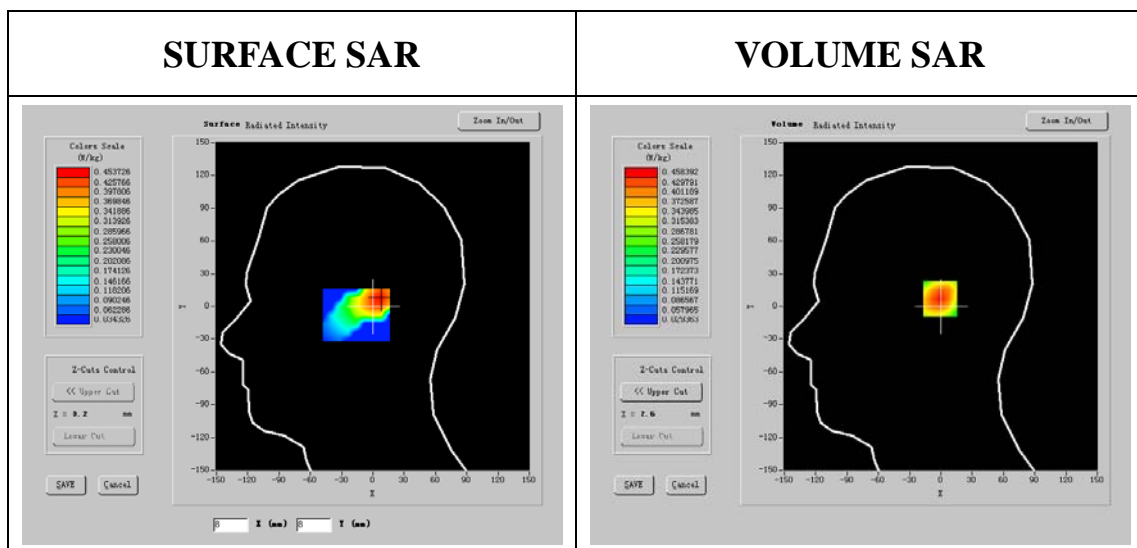 SURFACE SAR
VOLUME SAR
Surface Radiated Intensity
Zoom In/Out
Colors Scale
(W/kg)
0.453726
0.425766
0.397806
0.369846
0.341886
0.313926
0.285966
0.258006
0.230046
0.202086
0.174126
0.146166
0.118206
0.090246
0.062286
0.034326
150
120
90
60
30
0
-30
-60
-90
-120
-150
Y
-150 -120 -90 -60 -30 0 30 60 90 120 150
X
Z-Cuts Control
<< Upper Cut
Lower Cut
SAVE
Cancel
8 X (mm) 8 Y (mm)
Volume Radiated Intensity
Zoom In/Out
Colors Scale
(W/kg)
0.458392
0.429791
0.401189
0.372587
0.343985
0.315383
0.286781
0.258179
0.229577
0.200975
0.172373
0.143771
0.115169
0.086567
0.057965
150
120
90
60
30
0
-30
-60
-90
-120
-150
Y
-150 -120 -90 -60 -30 0 30 60 90 120 150
X
Z-Cuts Control
<< Upper Cut
mm
Lower Cut
SAVE
Cancel